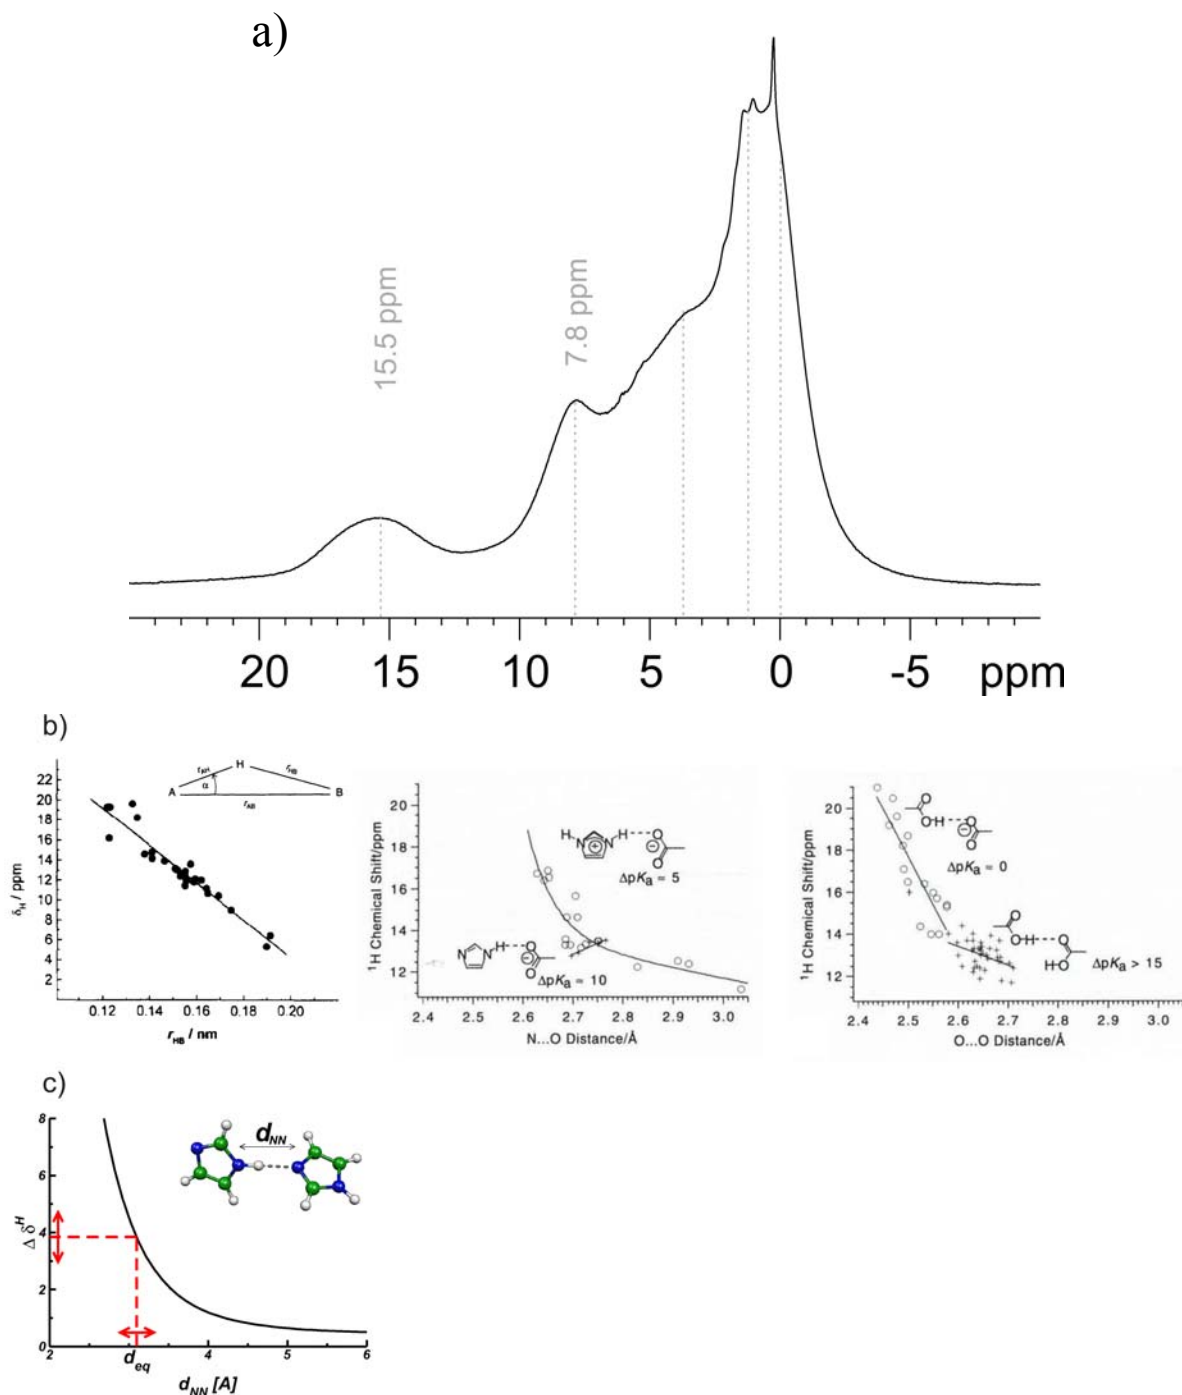 a)
15.5 ppm
7.8 ppm
20 15 10 5 0 -5 ppm
b)
22
20
18
16
14
12
10
8
6
4
2
δH / ppm
A rAH H rHB B
α
rAB
0.12 0.14 0.16 0.18 0.20
rHB / nm
20
18
16
14
12
¹H Chemical Shift/ppm
H N N H O
⊕ ⊖ O
ΔpKa ≈ 5
N N H O
⊖ O
ΔpKa ≈ 10
2.4 2.5 2.6 2.7 2.8 2.9 3.0
N...O Distance/Å
20
18
16
14
12
¹H Chemical Shift/ppm
O O H O
⊖ O
ΔpKa ≈ 0
O O H O
HO
ΔpKa > 15
2.4 2.5 2.6 2.7 2.8 2.9 3.0
O...O Distance/Å
c)
8
6
4
2
0
Δ δH
dNN
2 deq 4 5 6
dNN [A]